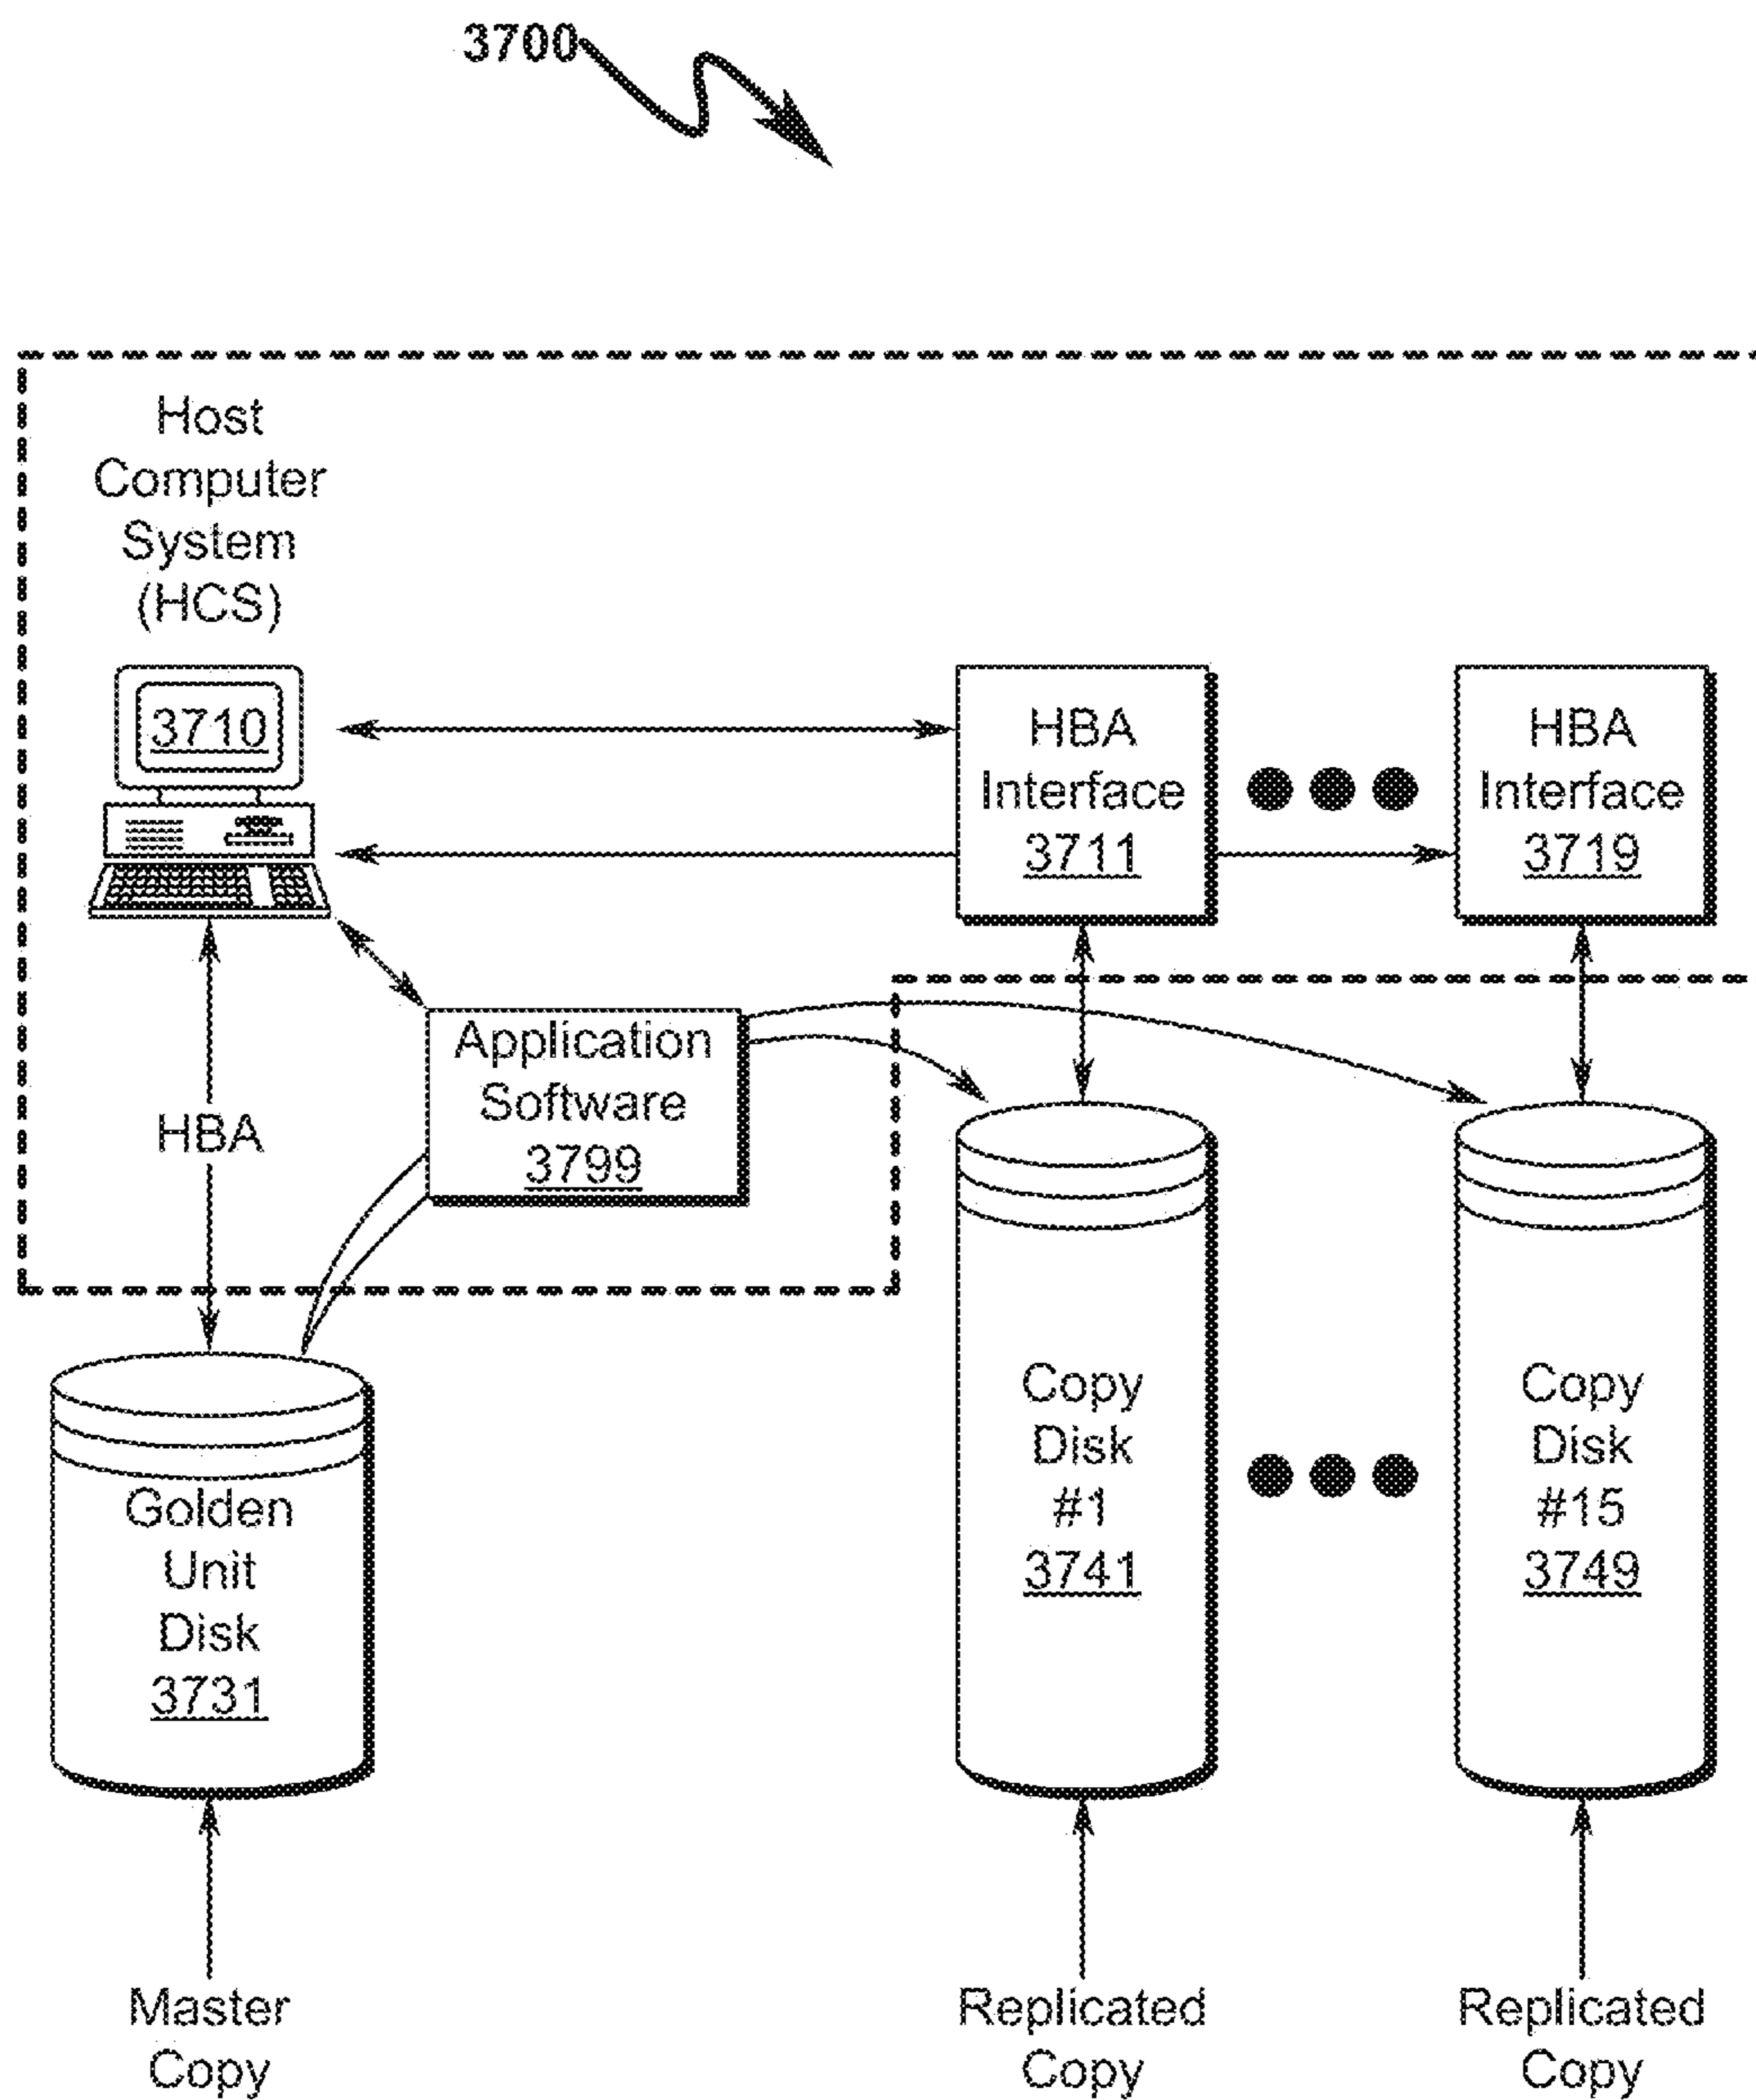 3700
Host
Computer
System
(HCS)
3710
HBA
Interface
3711
HBA
Interface
3719
Application
Software
3799
HBA
Golden
Unit
Disk
3731
Copy
Disk
#1
3741
Copy
Disk
#15
3749
Master
Copy
Replicated
Copy
Replicated
Copy